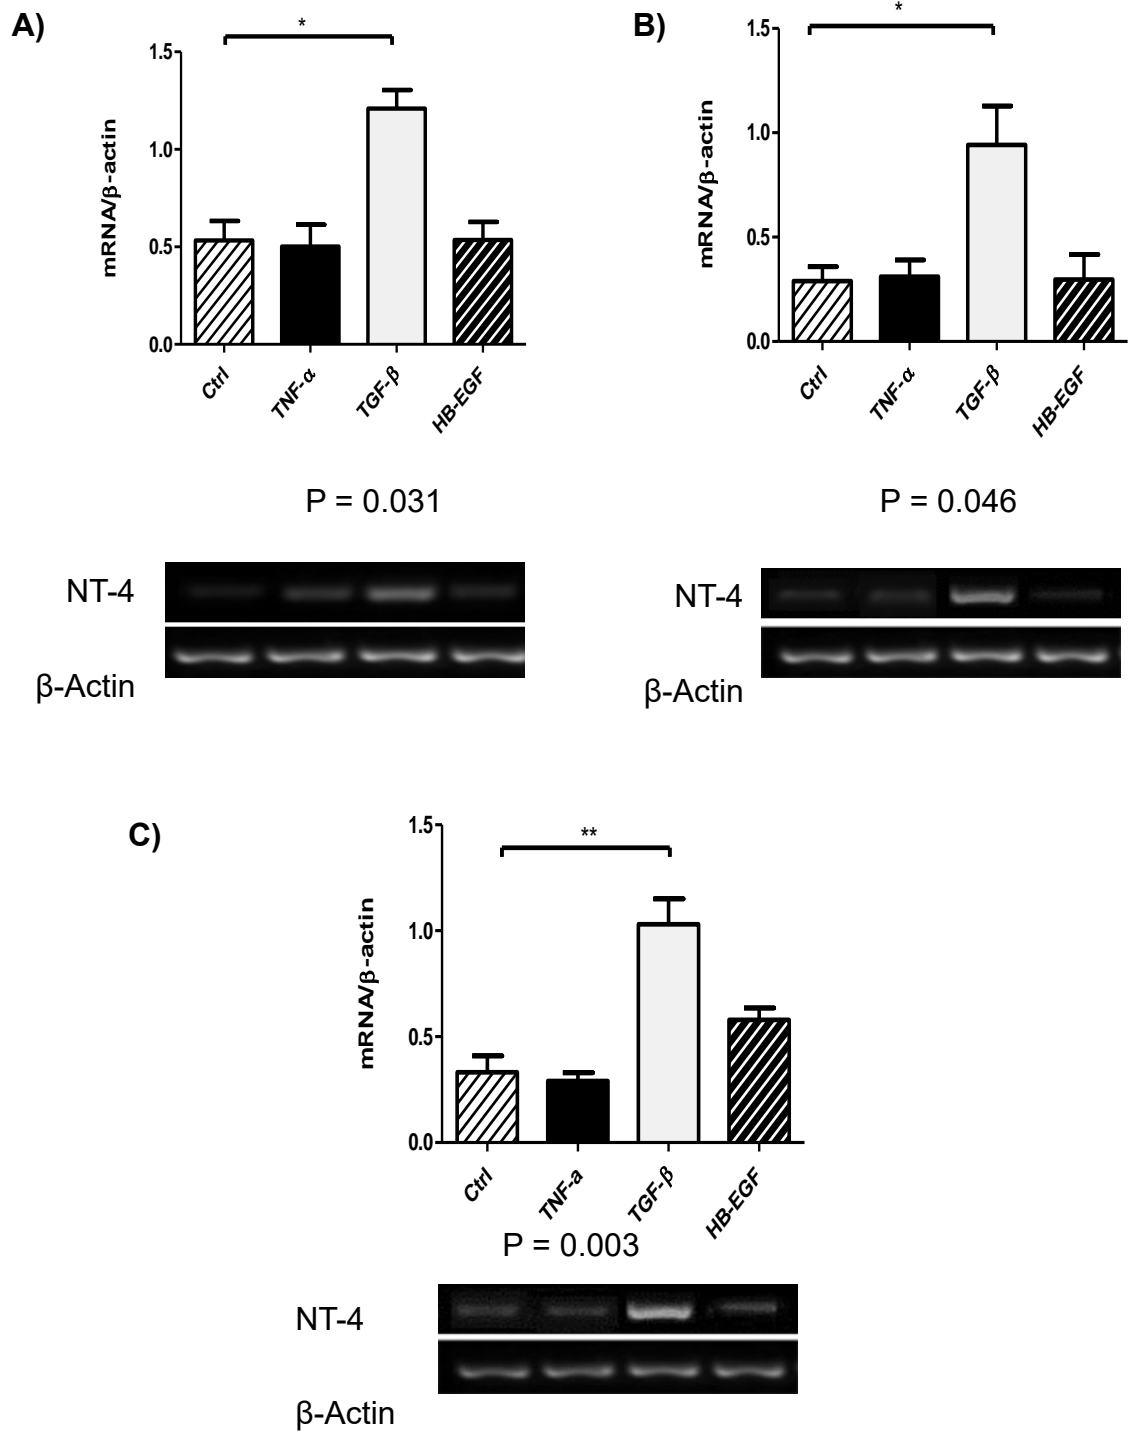 A)
*
1.5
1.0
0.5
0.0
mRNA/β-actin
Ctrl
TNF-α
TGF-β
HB-EGF
P = 0.031
NT-4
β-Actin
B)
*
1.5
1.0
0.5
0.0
mRNA/β-actin
Ctrl
TNF-α
TGF-β
HB-EGF
P = 0.046
NT-4
β-Actin
C)
**
1.5
1.0
0.5
0.0
mRNA/β-actin
Ctrl
TNF-a
TGF-β
HB-EGF
P = 0.003
NT-4
β-Actin